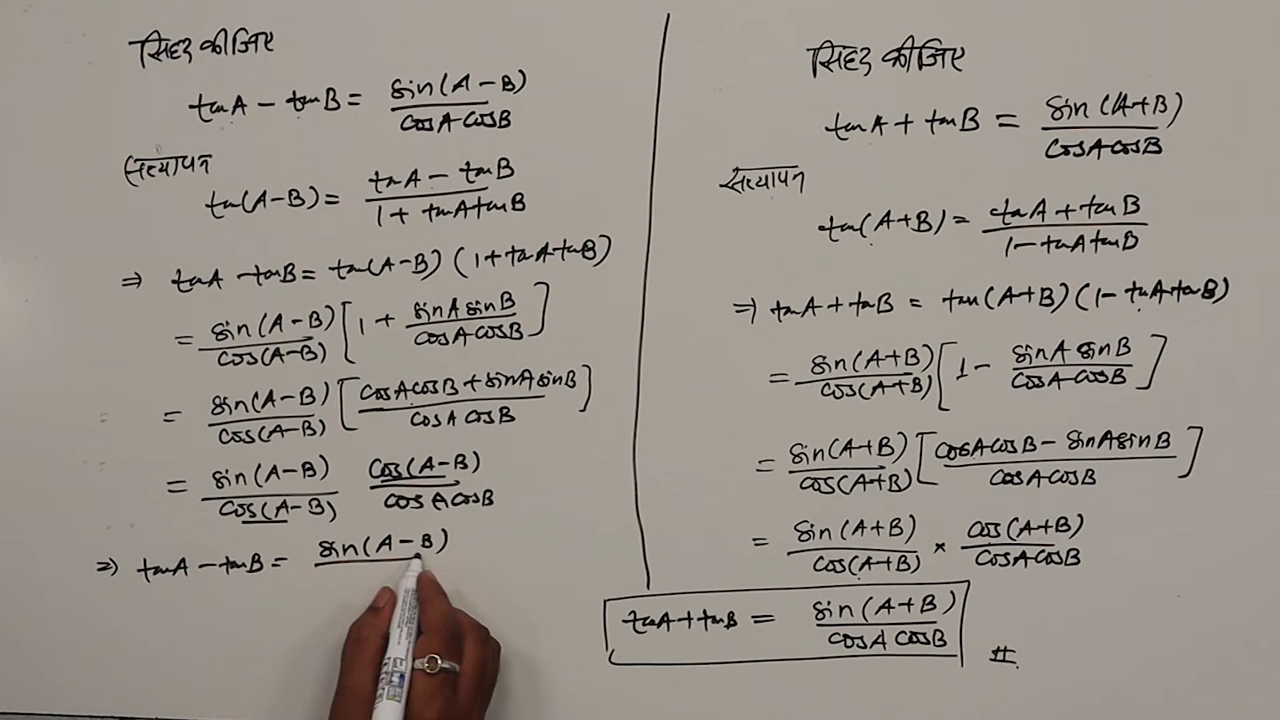 सिद्ध कीजिए
tanA - tanB = sin(A-B)/cosA cosB
सत्यापन
tan(A-B) = tanA - tanB/1 + tanA tanB
⇒ tanA - tanB = tan(A-B) (1 + tanA tanB)
= sin(A-B)/cos(A-B) [1 + sinA sinB/cosA cosB]
= sin(A-B)/cos(A-B) [cosA cosB + sinA sinB/cosA cosB]
= sin(A-B)/cos(A-B) cos(A-B)/cosA cosB
⇒ tanA - tanB = sin(A-B)
सिद्ध कीजिए
tanA + tanB = sin(A+B)/cosA cosB
सत्यापन
tan(A+B) = tanA + tanB/1 - tanA tanB
⇒ tanA + tanB = tan(A+B) (1 - tanA tanB)
= sin(A+B)/cos(A+B) [1 - sinA sinB/cosA cosB]
= sin(A+B)/cos(A+B) [cosA cosB - sinA sinB/cosA cosB]
= sin(A+B)/cos(A+B) × cos(A+B)/cosA cosB
tanA + tanB = sin(A+B)/cosA cosB